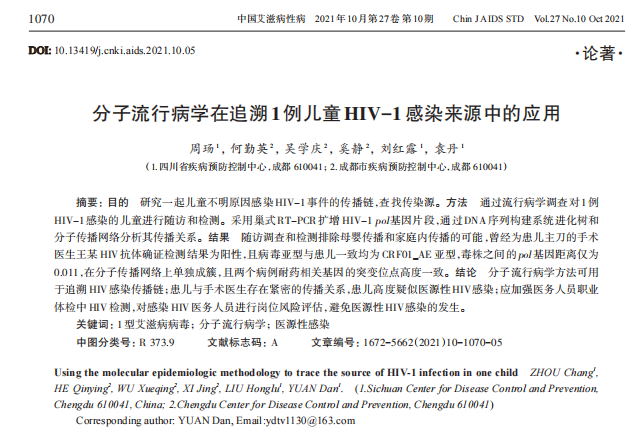 1070 中国艾滋病性病 2021年10月第27卷第10期 Chin J AIDS STD Vol.27 No.10 Oct 2021
DOI: 10.13419/j.cnki.aids.2021.10.05
·论著·
分子流行病学在追溯1例儿童HIV-1感染来源中的应用
周玚1, 何勤英2, 吴学庆2, 奚静2, 刘红露1, 袁丹1
(1.四川省疾病预防控制中心,成都 610041; 2.成都市疾病预防控制中心,成都 610041)
摘要: 目的 研究一起儿童不明原因感染HIV-1事件的传播链,查找传染源。方法 通过流行病学调查对1例
HIV-1感染的儿童进行随访和检测。采用巢式RT-PCR扩增HIV-1 pol基因片段,通过DNA序列构建系统进化树和
分子传播网络分析其传播关系。结果 随访调查和检测排除母婴传播和家庭内传播的可能,曾经为患儿主刀的手术
医生王某HIV抗体确证检测结果为阳性,且病毒亚型与患儿一致均为CRF01_AE亚型,毒株之间的pol基因距离仅为
0.011,在分子传播网络上单独成簇,且两个病例耐药相关基因的突变位点高度一致。结论 分子流行病学方法可用
于追溯HIV感染传播链;患儿与手术医生存在紧密的传播关系,患儿高度疑似医源性HIV感染;应加强医务人员职业
体检中HIV检测,对感染HIV医务人员进行岗位风险评估,避免医源性HIV感染的发生。
关键词: 1型艾滋病病毒; 分子流行病学; 医源性感染
中图分类号: R 373.9 文献标志码: A 文章编号: 1672-5662(2021)10-1070-05
Using the molecular epidemiologic methodology to trace the source of HIV-1 infection in one child ZHOU Chang1,
HE Qinying2, WU Xueqing2, XI Jing2, LIU Honglu1, YUAN Dan1. (1.Sichuan Center for Disease Control and Prevention,
Chengdu 610041, China; 2.Chengdu Center for Disease Control and Prevention, Chengdu 610041)
Corresponding author: YUAN Dan, Email:ydtv1130@163.com